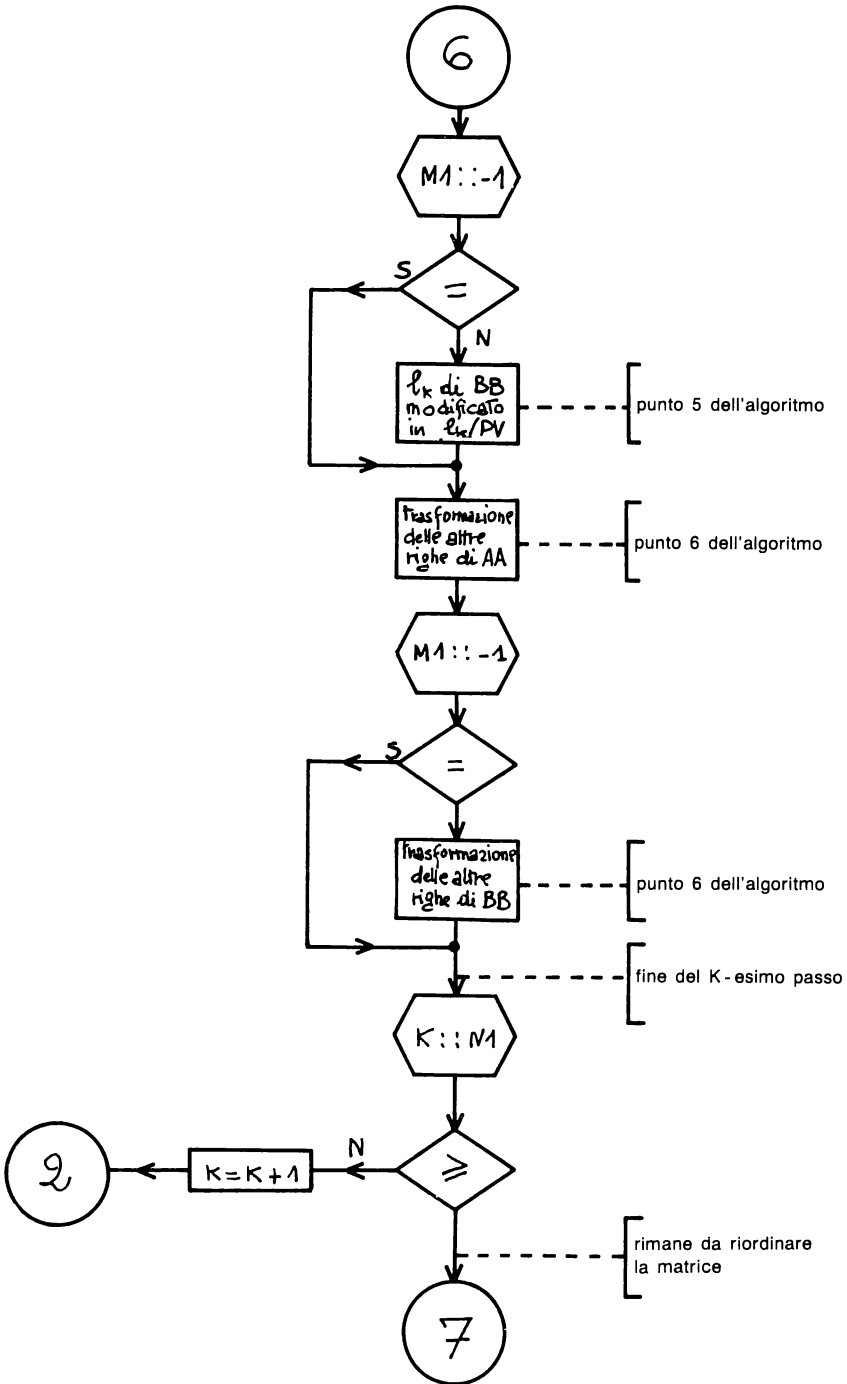 6
M1::-1
S
=
N
lk di BB
modificato
in lk/PV
punto 5 dell'algoritmo
trasformazione
delle altre
righe di AA
punto 6 dell'algoritmo
M1::-1
S
=
trasformazione
delle altre
righe di BB
punto 6 dell'algoritmo
fine del K-esimo passo
K::N1
2
K=K+1
N
≥
rimane da riordinare
la matrice
7